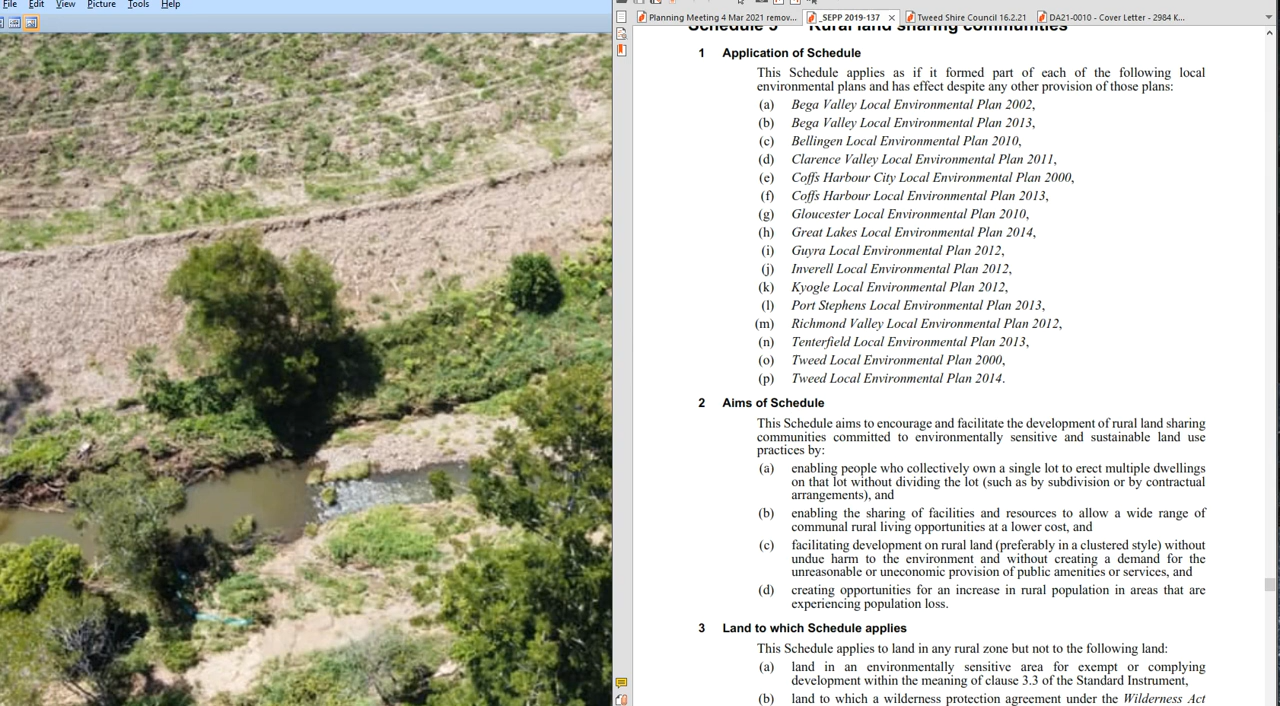 File Edit View Picture Tools Help
Planning Meeting 4 Mar 2021 remov... _SEPP 2019-137 Tweed Shire Council 16.2.21 DA21-0010 - Cover Letter - 2984 K...
Schedule 5 Rural land sharing communities
1 Application of Schedule
This Schedule applies as if it formed part of each of the following local
environmental plans and has effect despite any other provision of those plans:
(a) Bega Valley Local Environmental Plan 2002,
(b) Bega Valley Local Environmental Plan 2013,
(c) Bellingen Local Environmental Plan 2010,
(d) Clarence Valley Local Environmental Plan 2011,
(e) Coffs Harbour City Local Environmental Plan 2000,
(f) Coffs Harbour Local Environmental Plan 2013,
(g) Gloucester Local Environmental Plan 2010,
(h) Great Lakes Local Environmental Plan 2014,
(i) Guyra Local Environmental Plan 2012,
(j) Inverell Local Environmental Plan 2012,
(k) Kyogle Local Environmental Plan 2012,
(l) Port Stephens Local Environmental Plan 2013,
(m) Richmond Valley Local Environmental Plan 2012,
(n) Tenterfield Local Environmental Plan 2013,
(o) Tweed Local Environmental Plan 2000,
(p) Tweed Local Environmental Plan 2014.
2 Aims of Schedule
This Schedule aims to encourage and facilitate the development of rural land sharing
communities committed to environmentally sensitive and sustainable land use
practices by:
(a) enabling people who collectively own a single lot to erect multiple dwellings
on that lot without dividing the lot (such as by subdivision or by contractual
arrangements), and
(b) enabling the sharing of facilities and resources to allow a wide range of
communal rural living opportunities at a lower cost, and
(c) facilitating development on rural land (preferably in a clustered style) without
undue harm to the environment and without creating a demand for the
unreasonable or uneconomic provision of public amenities or services, and
(d) creating opportunities for an increase in rural population in areas that are
experiencing population loss.
3 Land to which Schedule applies
This Schedule applies to land in any rural zone but not to the following land:
(a) land in an environmentally sensitive area for exempt or complying
development within the meaning of clause 3.3 of the Standard Instrument,
(b) land to which a wilderness protection agreement under the Wilderness Act